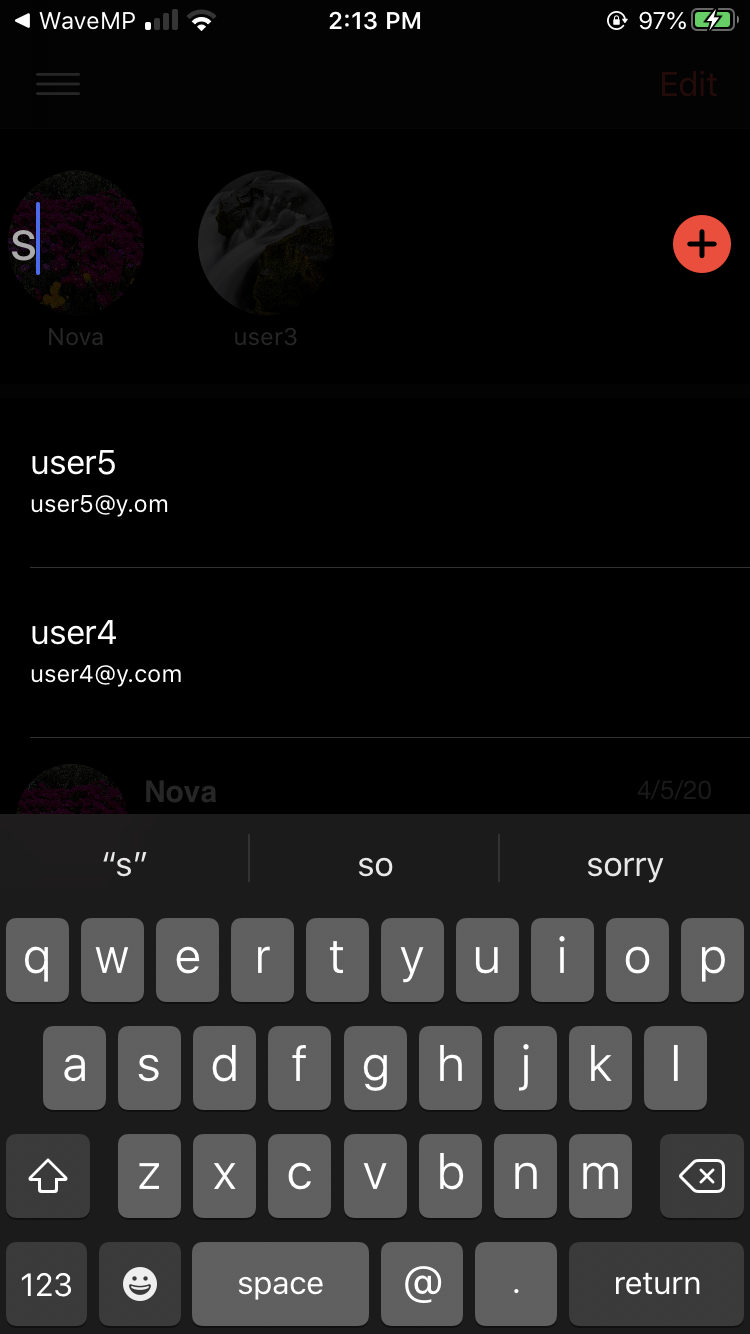 WaveMP 2:13 PM 97%
Edit
s
Nova user3
user5
user5@y.om
user4
user4@y.com
Nova 4/5/20
“s” so sorry
q w e r t y u i o p
a s d f g h j k l
z x c v b n m
123 space @ . return